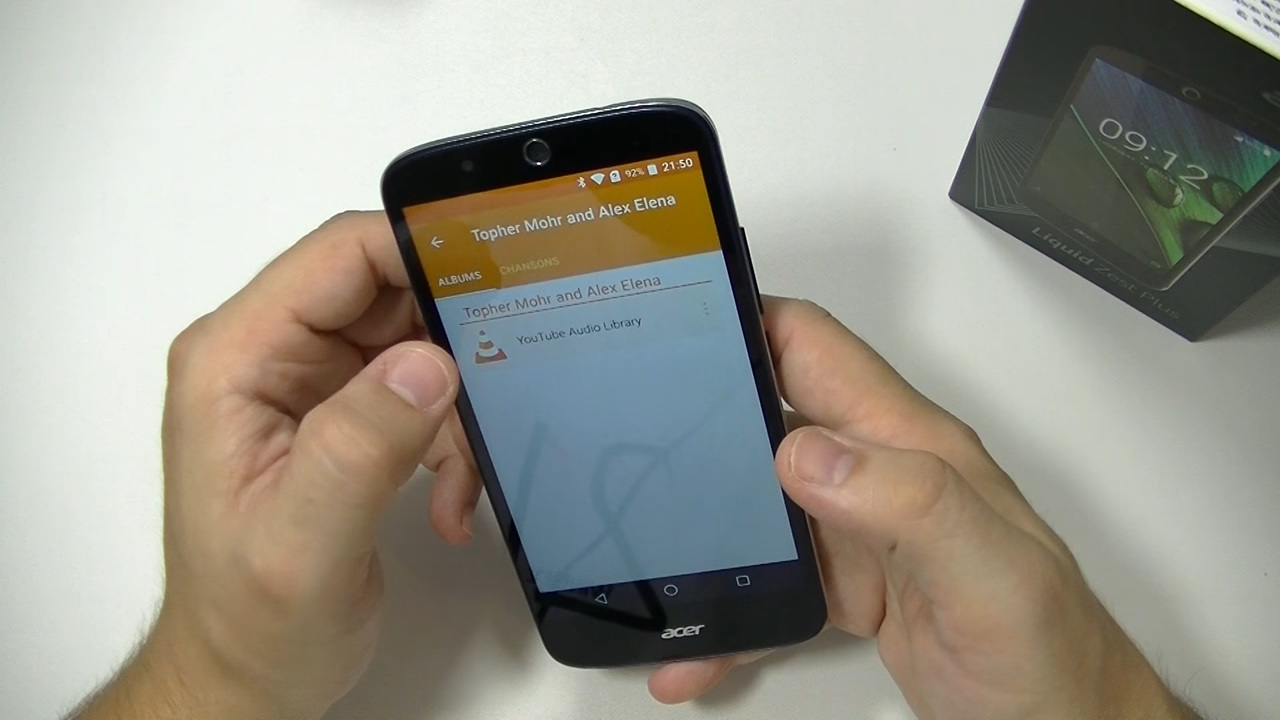 92% 21:50
Topher Mohr and Alex Elena
ALBUMS CHANSONS
Topher Mohr and Alex Elena
YouTube Audio Library
acer
09:12
Liquid Zest Plus